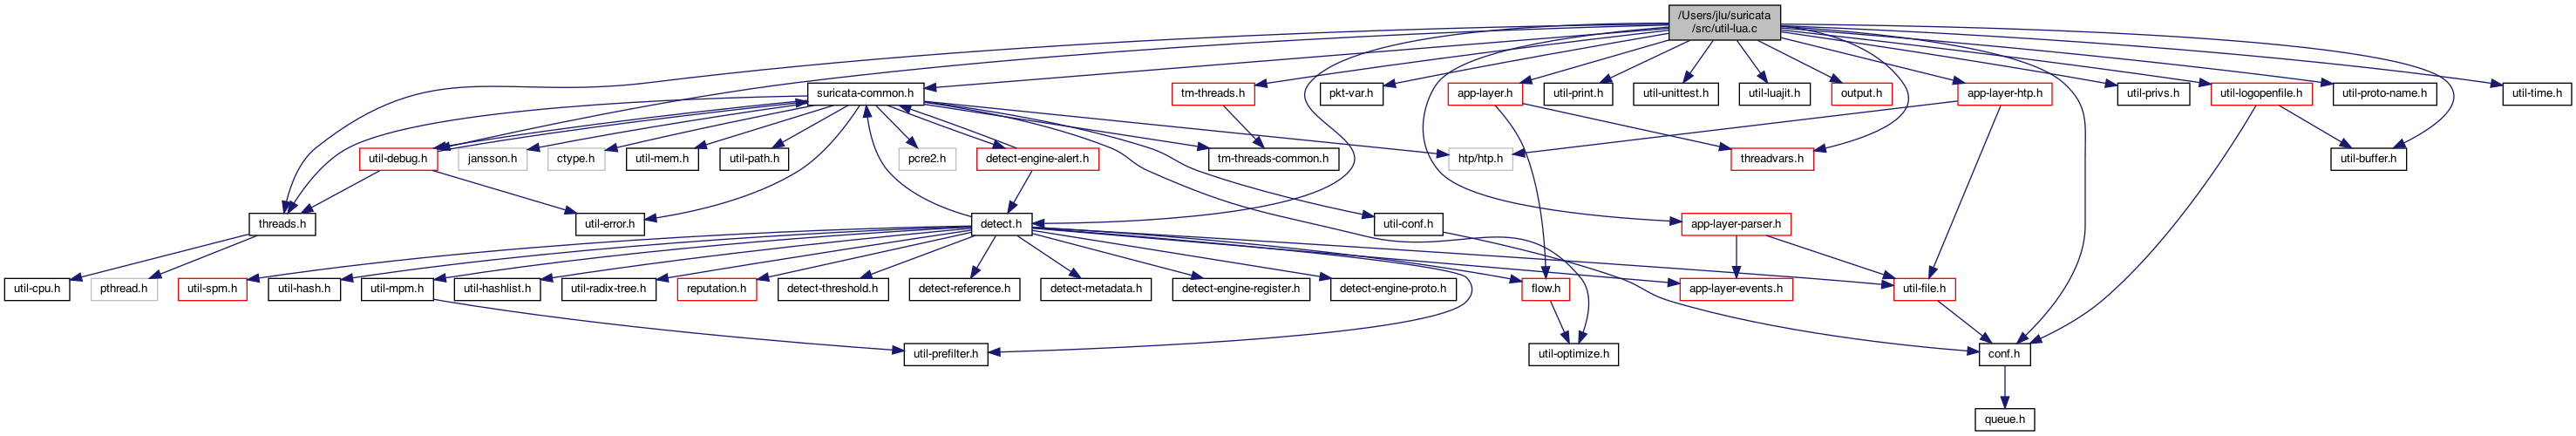 /Users/jlu/suricata
/src/util-lua.c
suricata-common.h
tm-threads.h
pkt-var.h
app-layer.h
util-print.h
util-unittest.h
util-luajit.h
output.h
app-layer-htp.h
util-privs.h
util-logopenfile.h
util-proto-name.h
util-time.h
util-debug.h
jansson.h
ctype.h
util-mem.h
util-path.h
pcre2.h
detect-engine-alert.h
tm-threads-common.h
htp/htp.h
threadvars.h
util-buffer.h
threads.h
util-error.h
detect.h
util-conf.h
app-layer-parser.h
util-cpu.h
pthread.h
util-spm.h
util-hash.h
util-mpm.h
util-hashlist.h
util-radix-tree.h
reputation.h
detect-threshold.h
detect-reference.h
detect-metadata.h
detect-engine-register.h
detect-engine-proto.h
flow.h
app-layer-events.h
util-file.h
util-prefilter.h
util-optimize.h
conf.h
queue.h